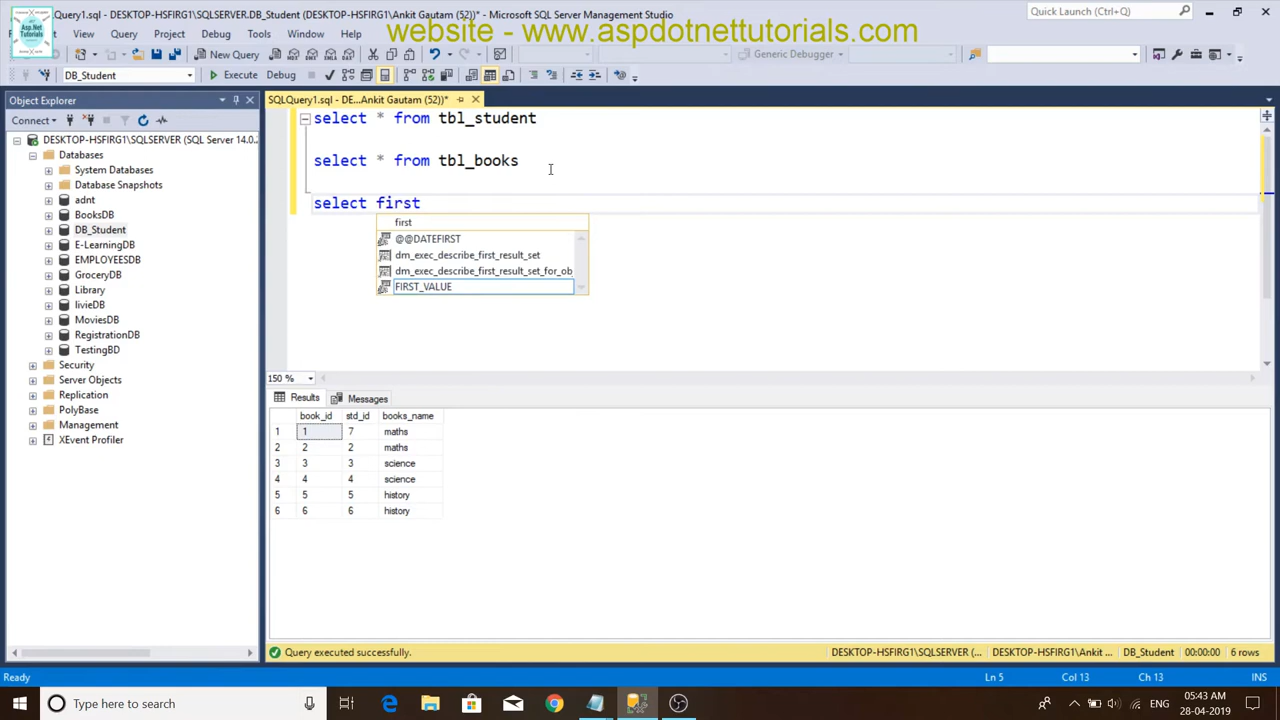 SQLQuery1.sql - DESKTOP-HSFIRG1\SQLSERVER.DB_Student (DESKTOP-HSFIRG1\Ankit Gautam (52))* - Microsoft SQL Server Management Studio
Quick Launch (Ctrl+Q)
Asp.Net
Tutorials
website - www.aspdotnettutorials.com
View Query Project Debug Tools Window Help
New Query
Generic Debugger
DB_Student
Execute Debug
Object Explorer
SQLQuery1.sql - DE...Ankit Gautam (52))*
Connect
DESKTOP-HSFIRG1\SQLSERVER (SQL Server 14.0.
Databases
System Databases
Database Snapshots
adnt
BooksDB
DB_Student
E-LearningDB
EMPLOYEESDB
GroceryDB
Library
livieDB
MoviesDB
RegistrationDB
TestingBD
Security
Server Objects
Replication
PolyBase
Management
XEvent Profiler
select * from tbl_student
select * from tbl_books
select first
first
@@DATEFIRST
dm_exec_describe_first_result_set
dm_exec_describe_first_result_set_for_ob
FIRST_VALUE
150 %
Results Messages
book_id std_id books_name
1 1 7 maths
2 2 2 maths
3 3 3 science
4 4 4 science
5 5 5 history
6 6 6 history
Query executed successfully.
DESKTOP-HSFIRG1\SQLSERVER (... DESKTOP-HSFIRG1\Ankit ... DB_Student 00:00:00 6 rows
Ready
Ln 5 Col 13 Ch 13 INS
Type here to search
ENG
05:43 AM
28-04-2019